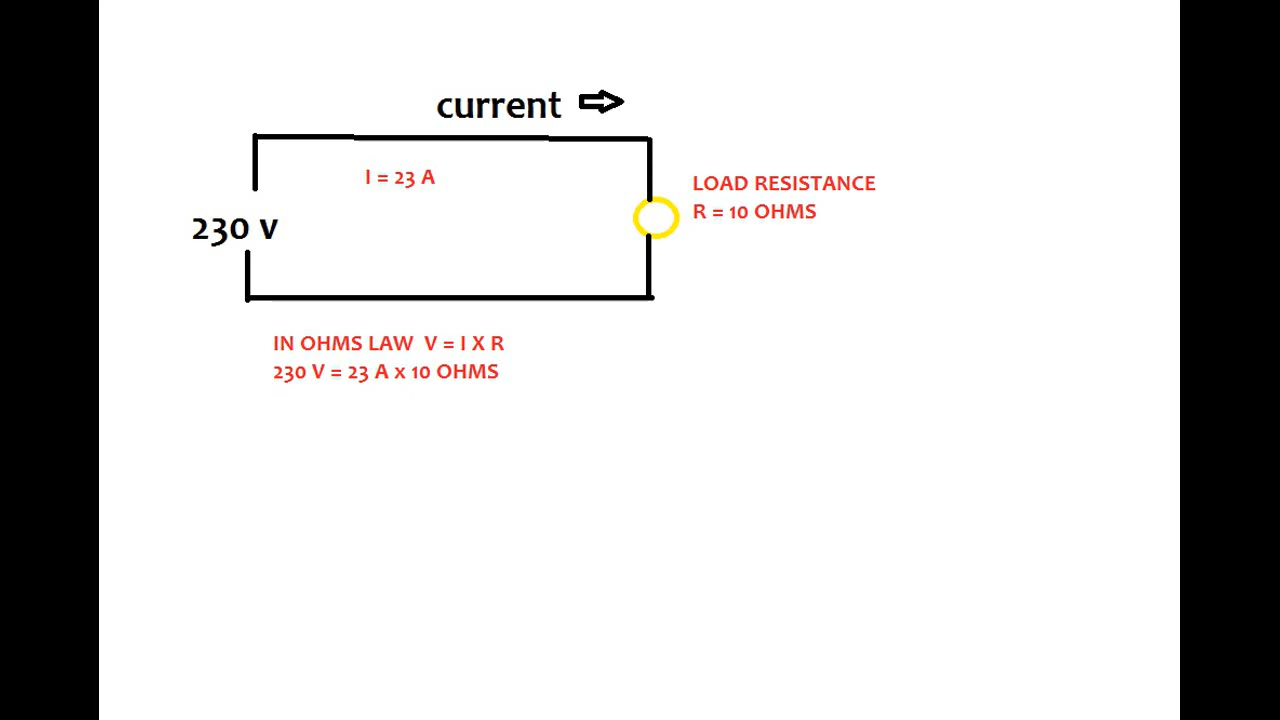 current
I = 23 A
LOAD RESISTANCE
R = 10 OHMS
230 v
IN OHMS LAW V = I X R
230 V = 23 A x 10 OHMS